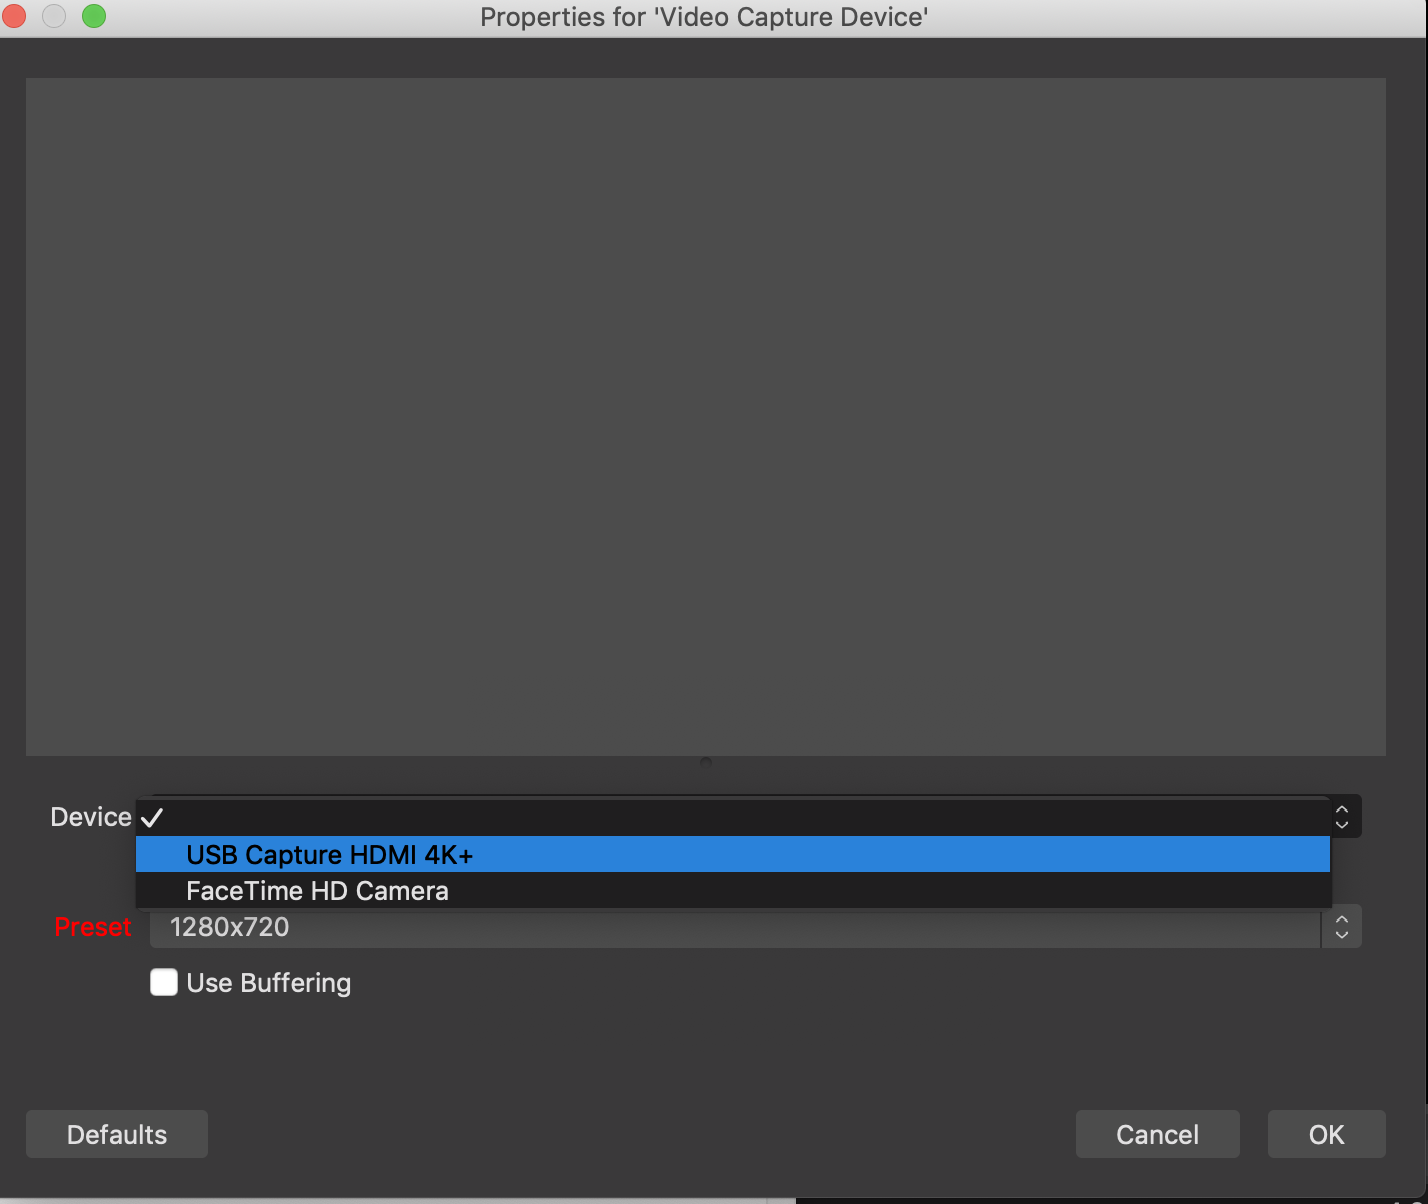 Properties for 'Video Capture Device'
Device
USB Capture HDMI 4K+
FaceTime HD Camera
Preset 1280x720
Use Buffering
Defaults Cancel OK